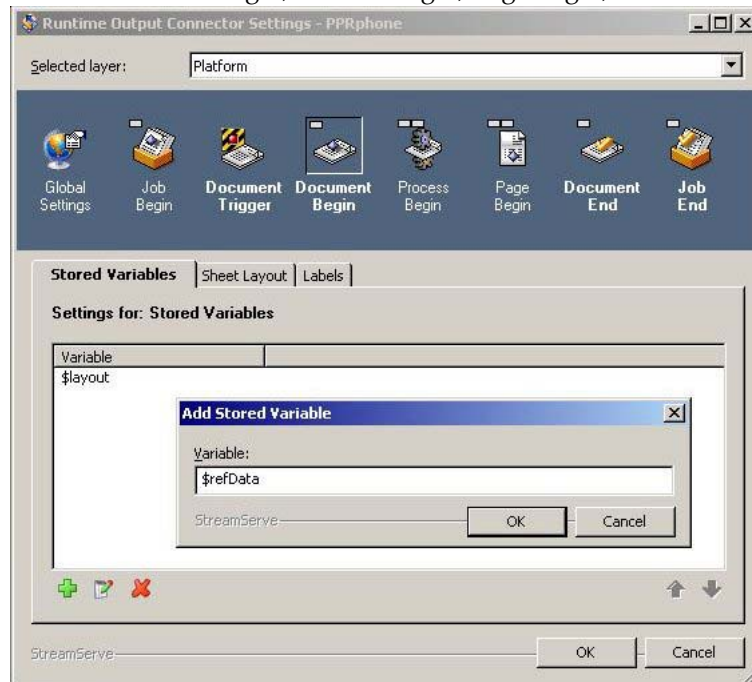 Runtime Output Connector Settings - PPRphone
Selected layer: Platform
Global Settings
Job Begin
Document Trigger
Document Begin
Process Begin
Page Begin
Document End
Job End
Stored Variables Sheet Layout Labels
Settings for: Stored Variables
Variable
$layout
Add Stored Variable
Variable:
$refData
StreamServe OK Cancel
StreamServe OK Cancel